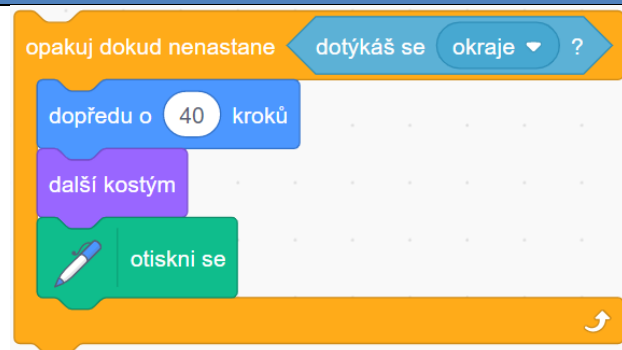 opakuj dokud nenastane dotýkáš se okraje ?
dopředu o 40 kroků
další kostým
otiskni se